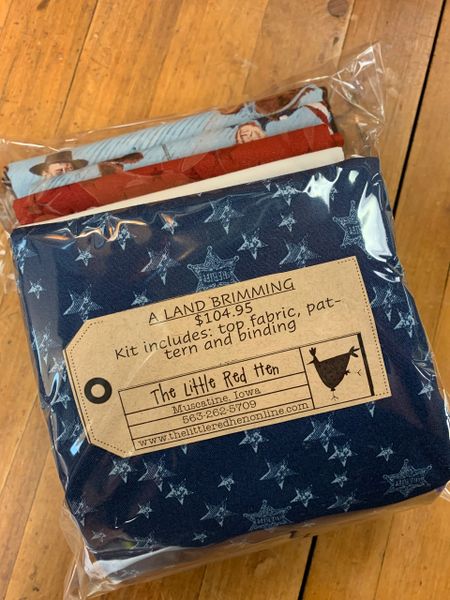 A LAND BRIMMING
$104.95
Kit includes: top fabric, pat-
tern and binding
The Little Red Hen
Muscatine, Iowa
563-262-5709
www.thelittleredhenonline.com